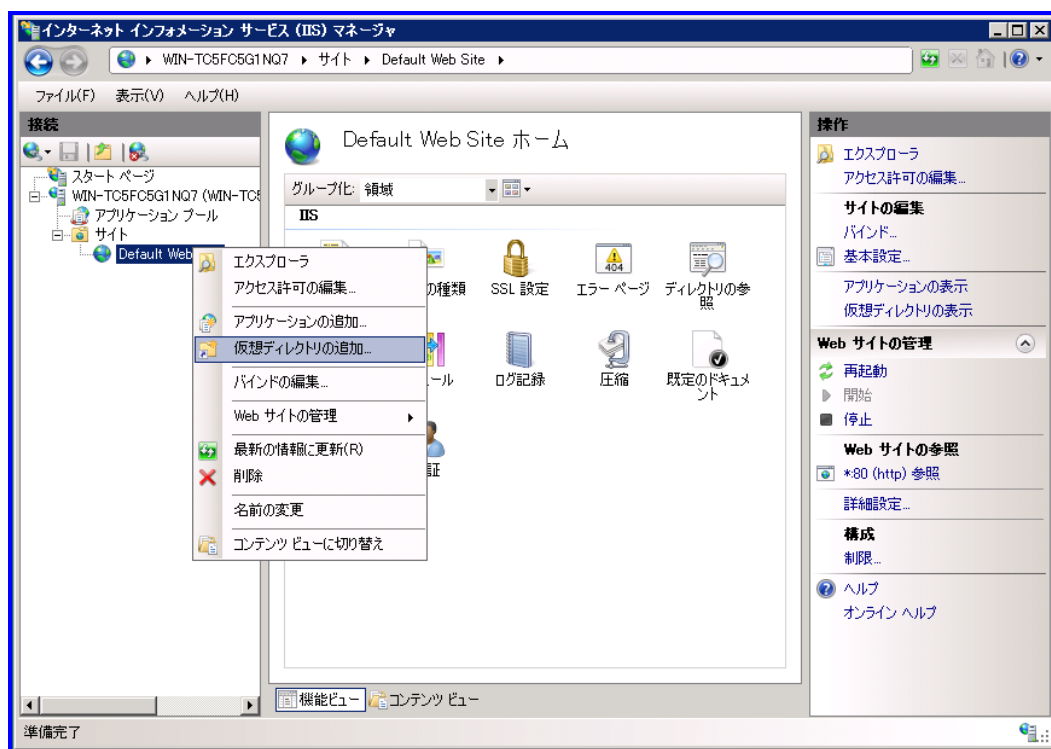 インターネット インフォメーション サービス (IIS) マネージャ
WIN-TC5FC5G1NQ7 ▸ サイト ▸ Default Web Site ▸
ファイル(F) 表示(V) ヘルプ(H)
接続
スタート ページ
WIN-TC5FC5G1NQ7 (WIN-TC5
アプリケーション プール
サイト
Default Web
エクスプローラ
アクセス許可の編集...
アプリケーションの追加...
仮想ディレクトリの追加...
バインドの編集...
Web サイトの管理
最新の情報に更新(R)
削除
名前の変更
コンテンツ ビューに切り替え
Default Web Site ホーム
グループ化: 領域
IIS
の種類
SSL 設定
404
エラー ページ
ディレクトリの参
照
ール
ログ記録
圧縮
既定のドキュメ
ント
証
機能ビュー
コンテンツ ビュー
操作
エクスプローラ
アクセス許可の編集...
サイトの編集
バインド...
基本設定...
アプリケーションの表示
仮想ディレクトリの表示
Web サイトの管理
再起動
開始
停止
Web サイトの参照
*:80 (http) 参照
詳細設定...
構成
制限...
ヘルプ
オンライン ヘルプ
準備完了